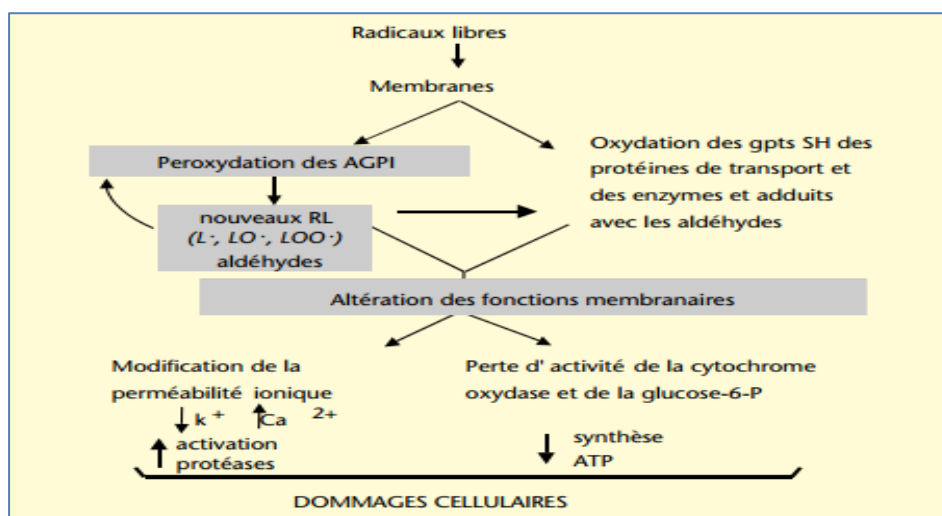 Radicaux libres
Membranes
Peroxydation des AGPI
Oxydation des gpts SH des
protéines de transport et
des enzymes et adduits
avec les aldéhydes
nouveaux RL
(L·, LO·, LOO·)
aldéhydes
Altération des fonctions membranaires
Modification de la
perméabilité ionique
k+ Ca 2+
activation
protéases
Perte d' activité de la cytochrome
oxydase et de la glucose-6-P
synthèse
ATP
DOMMAGES CELLULAIRES